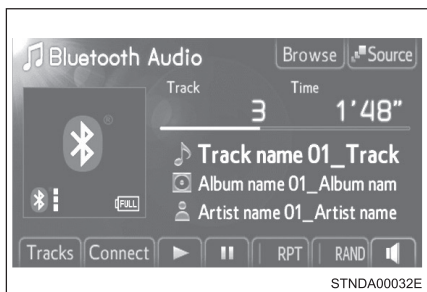 Bluetooth Audio Browse Source
Track Time
3 1'48"
Track name 01_Track
Album name 01_Album nam
FULL
Artist name 01_Artist name
Tracks Connect RPT RAND
STNDA00032E